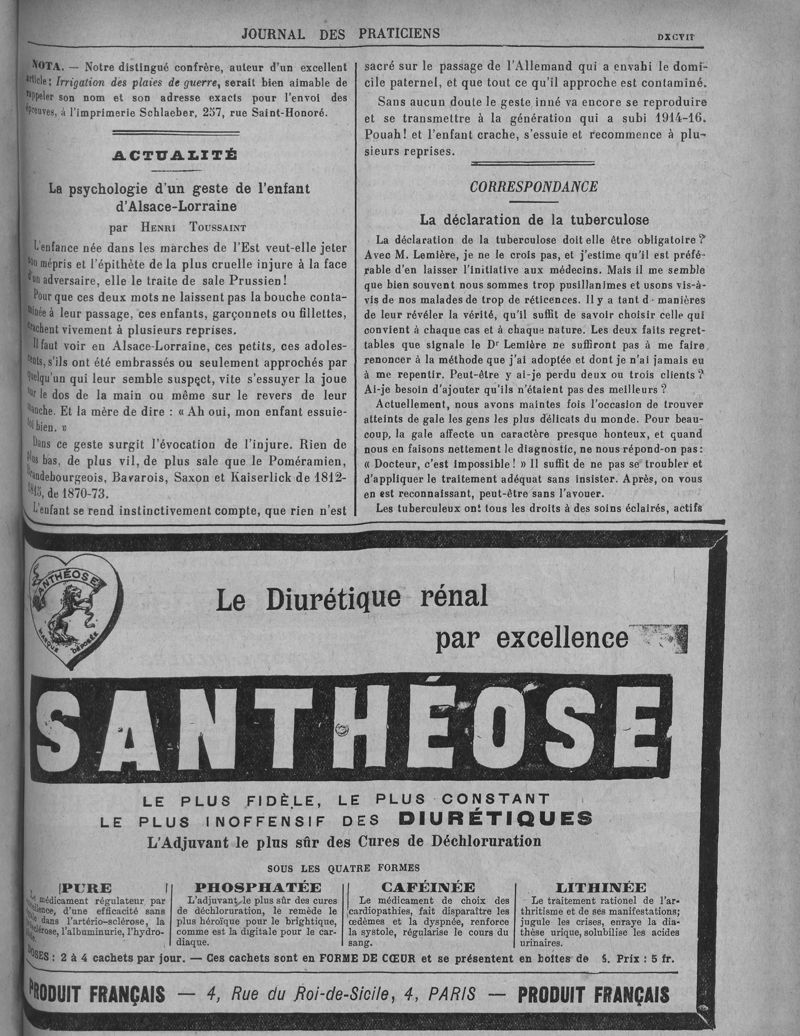 JOURNAL DES PRATICIENS
DXCVII
NOTA. — Notre distingué confrère, auteur d'un excellent
article: Irrigation des plaies de guerre, serait bien aimable de
rappeler son nom et son adresse exacts pour l'envoi des
épreuves, à l'imprimerie Schlaeber, 257, rue Saint-Honoré.
ACTUALITÉ
La psychologie d'un geste de l'enfant
d'Alsace-Lorraine
par HENRI TOUSSAINT
L'enfance née dans les marches de l'Est veut-elle jeter
son mépris et l'épithète de la plus cruelle injure à la face
d'un adversaire, elle le traite de sale Prussien!
Pour que ces deux mots ne laissent pas la bouche conta-
minée à leur passage, ces enfants, garçonnets ou fillettes,
crachent vivement à plusieurs reprises.
Il faut voir en Alsace-Lorraine, ces petits, ces adoles-
cents, s'ils ont été embrassés ou seulement approchés par
quelqu'un qui leur semble suspect, vite s'essuyer la joue
sur le dos de la main ou même sur le revers de leur
manche. Et la mère de dire : « Ah oui, mon enfant essuie-
toi bien. »
Dans ce geste surgit l'évocation de l'injure. Rien de
plus bas, de plus vil, de plus sale que le Poméramien,
Brandebourgeois, Bavarois, Saxon et Kaiserlick de 1812-
1815, de 1870-73.
L'enfant se rend instinctivement compte, que rien n'est
sacré sur le passage de l'Allemand qui a envahi le domi-
cile paternel, et que tout ce qu'il approche est contaminé.
Sans aucun doute le geste inné va encore se reproduire
et se transmettre à la génération qui a subi 1914-16.
Pouah! et l'enfant crache, s'essuie et recommence à plu-
sieurs reprises.
CORRESPONDANCE
La déclaration de la tuberculose
La déclaration de la tuberculose doit elle être obligatoire?
Avec M. Lemière, je ne le crois pas, et j'estime qu'il est préfé-
rable d'en laisser l'initiative aux médecins. Mais il me semble
que bien souvent nous sommes trop pusillanimes et usons vis-à-
vis de nos malades de trop de réticences. Il y a tant d manières
de leur révéler la vérité, qu'il suffit de savoir choisir celle qui
convient à chaque cas et à chaque nature. Les deux faits regret-
tables que signale le Dr Lemière ne suffiront pas à me faire
renoncer à la méthode que j'ai adoptée et dont je n'ai jamais eu
à me repentir. Peut-être y ai-je perdu deux ou trois clients?
Ai-je besoin d'ajouter qu'ils n'étaient pas des meilleurs?
Actuellement, nous avons maintes fois l'occasion de trouver
atteints de gale les gens les plus délicats du monde. Pour beau-
coup, la gale affecte un caractère presque honteux, et quand
nous en faisons nettement le diagnostic, ne nous répond-on pas:
« Docteur, c'est impossible! » Il suffit de ne pas se troubler et
d'appliquer le traitement adéquat sans insister. Après, on vous
en est reconnaissant, peut-être sans l'avouer.
Les tuberculeux ont tous les droits à des soins éclairés, actifs
SANTHÉOSE
MARQUE DÉPOSÉE
Le Diurétique rénal
par excellence
SANTHÉOSE
LE PLUS FIDÈLE, LE PLUS CONSTANT
LE PLUS INOFFENSIF DES DIURÉTIQUES
L'Adjuvant le plus sûr des Cures de Déchloruration
SOUS LES QUATRE FORMES
PURE
Le médicament régulateur par
excellence, d'une efficacité sans
dans l'artério-sclérose, la
sclérose, l'albuminurie, l'hydro-
PHOSPHATÉE
L'adjuvant le plus sûr des cures
de déchloruration, le remède le
plus héroïque pour le brightique,
comme est la digitale pour le car-
diaque.
CAFÉINÉE
Le médicament de choix des
cardiopathies, fait disparaître les
œdèmes et la dyspnée, renforce
la systole, régularise le cours du
sang.
LITHINÉE
Le traitement rationel de l'ar-
thritisme et de ses manifestations;
jugule les crises, enraye la dia-
thèse urique, solubilise les acides
urinaires.
DOSES : 2 à 4 cachets par jour. — Ces cachets sont en FORME DE CŒUR et se présentent en boîtes de Prix : 5 fr.
PRODUIT FRANÇAIS — 4, Rue du Roi-de-Sicile, 4, PARIS — PRODUIT FRANÇAIS